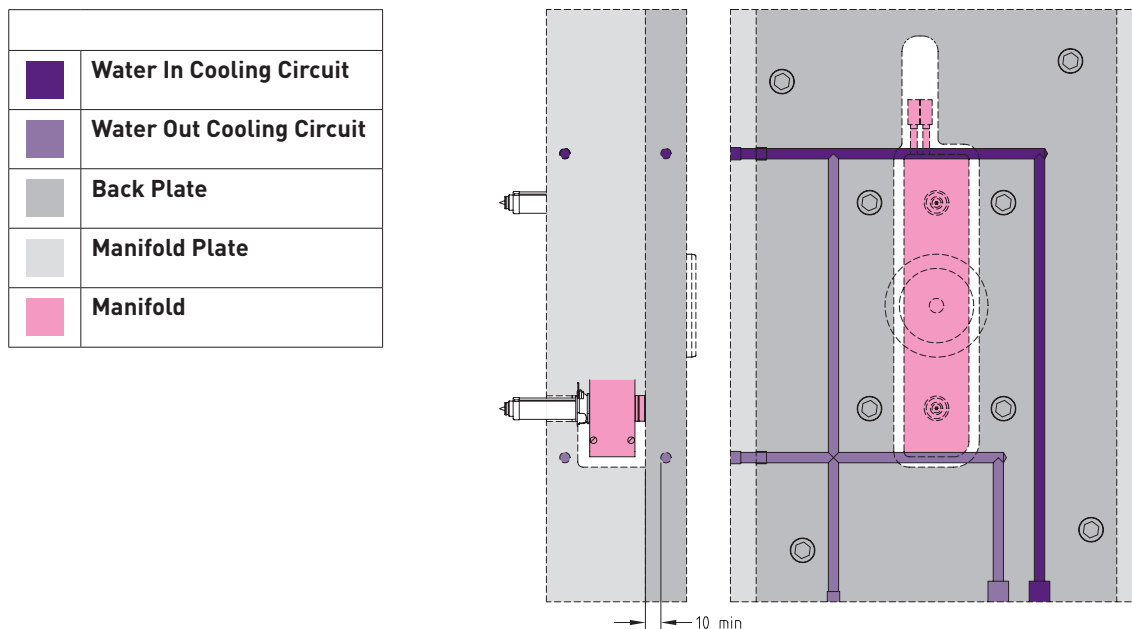 Water In Cooling Circuit
Water Out Cooling Circuit
Back Plate
Manifold Plate
Manifold
10 min